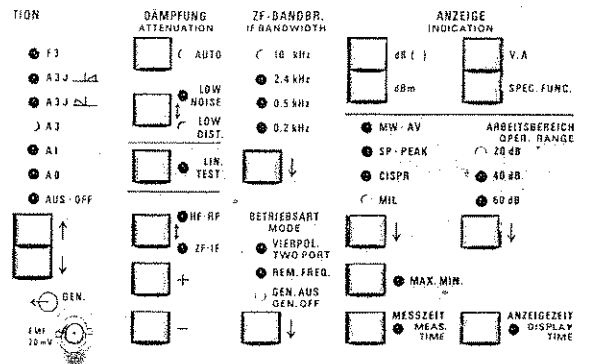 TION
F3
A3J
A3J
A3
A1
A0
AUS · OFF
GEN.
EMF
20 mV
DÄMPFUNG
ATTENUATION
AUTO
LOW
NOISE
LOW
DIST.
LIN.
TEST
HF·RF
ZF·IF
+
−
ZF-BANDBR.
IF BANDWIDTH
10 kHz
2.4 kHz
0.5 kHz
0.2 kHz
BETRIEBSART
MODE
VIERPOL.
TWO PORT
REM. FREQ.
GEN. AUS
GEN. OFF
ANZEIGE
INDICATION
dB ( )
dBm
V.A
SPEC. FUNC.
MW · AV
SP · PEAK
CISPR
MIL
ARBEITSBEREICH
OPER. RANGE
20 dB
40 dB
60 dB
MAX. MIN.
MESSZEIT
MEAS.
TIME
ANZEIGEZEIT
DISPLAY
TIME